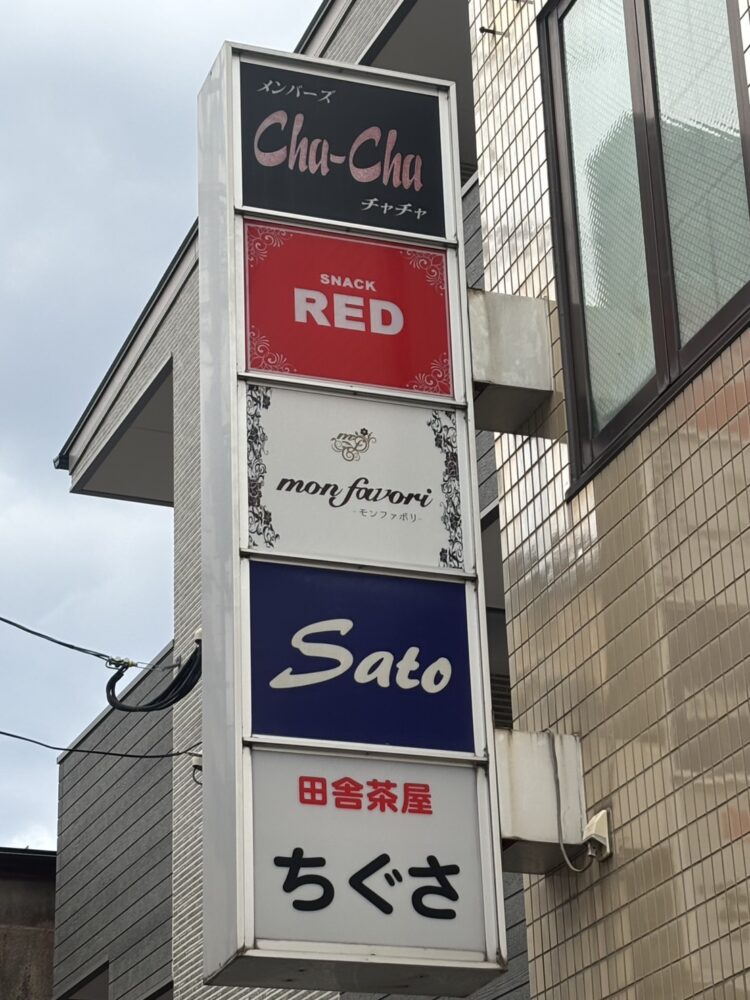 メンバーズ
Cha-Cha
チャチャ
SNACK
RED
mon favori
-モンファボリ-
Sato
田舎茶屋
ちぐさ